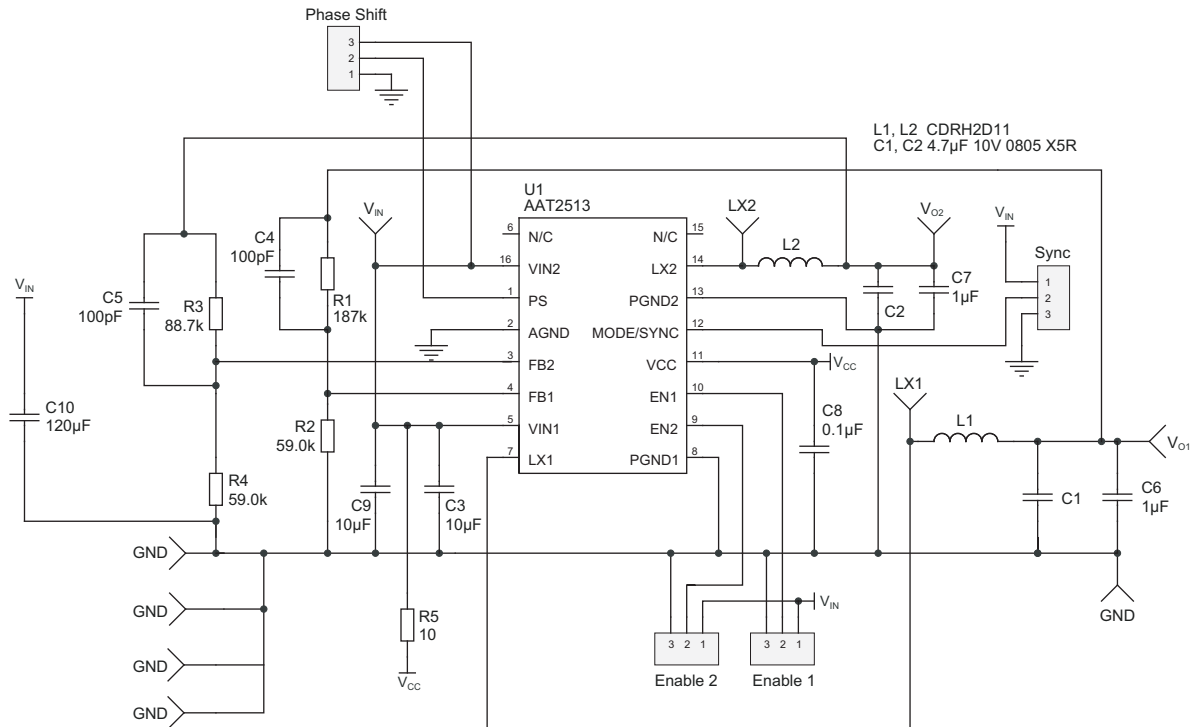 Phase Shift
3
2
1
L1, L2 CDRH2D11
C1, C2 4.7µF 10V 0805 X5R
U1
AAT2513
VIN
LX2
VO2
VIN
6
N/C
N/C
15
C4
100pF
L2
Sync
16
VIN2
LX2
14
C7
1µF
1
2
3
VIN
C5
100pF
R3
88.7k
R1
187k
1
PS
PGND2
13
C2
2
AGND
MODE/SYNC
12
3
FB2
VCC
11
VCC
4
FB1
EN1
10
LX1
C10
120µF
R2
59.0k
5
VIN1
EN2
9
C8
0.1µF
L1
VO1
7
LX1
PGND1
8
R4
59.0k
C9
10µF
C3
10µF
C1
C6
1µF
GND
GND
R5
10
VIN
GND
3
2
1
3
2
1
GND
VCC
Enable 2
Enable 1
GND